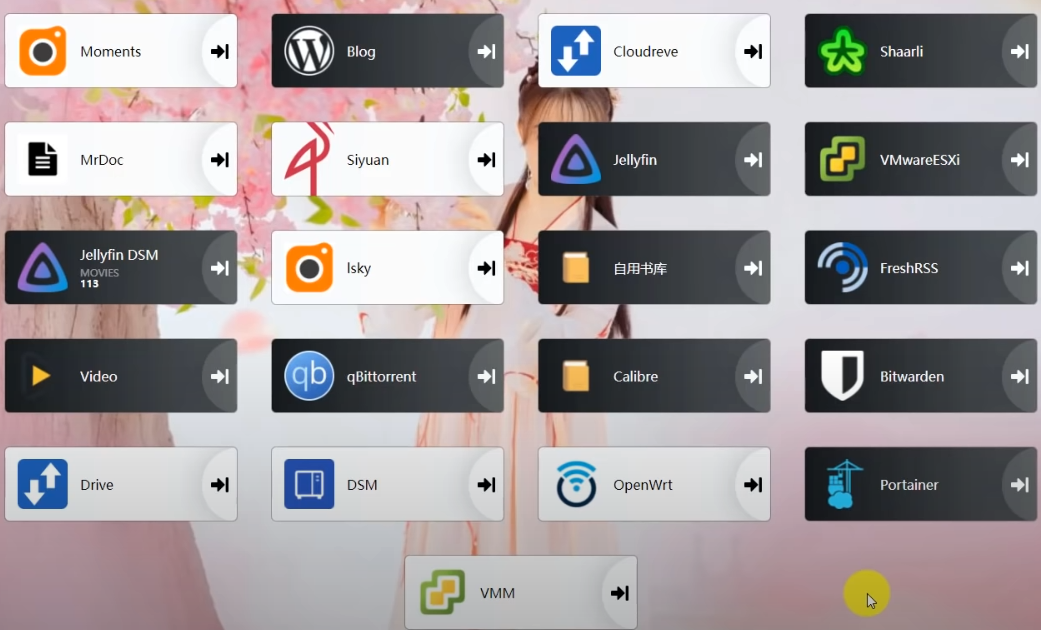 Moments
Blog
Cloudreve
Shaarli
MrDoc
Siyuan
Jellyfin
VMwareESXi
Jellyfin DSM
MOVIES
113
lsky
自用书库
FreshRSS
Video
qb
qBittorrent
Calibre
Bitwarden
Drive
DSM
OpenWrt
Portainer
VMM